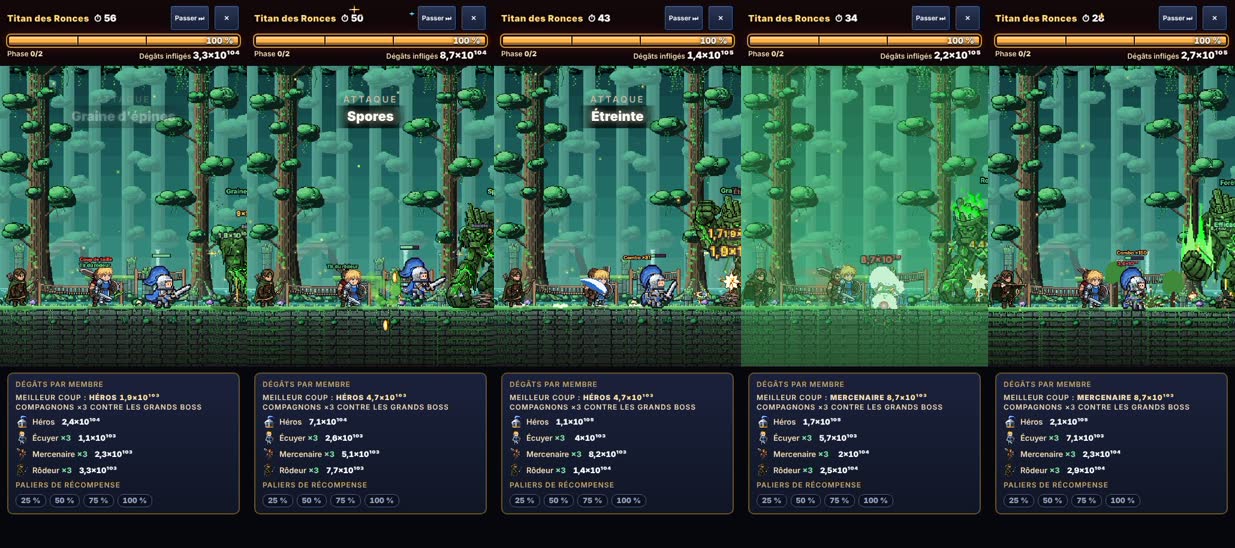 Titan des Ronces ⏱ 56
Passer ⏭ ×
100 %
Phase 0/2 Dégâts infligés 3,3×10¹⁰⁴
ATTAQUE
Graine d'épines
Graine
DÉGÂTS PAR MEMBRE
MEILLEUR COUP : HÉROS 1,9×10¹⁰³
COMPAGNONS ×3 CONTRE LES GRANDS BOSS
Héros 2,4×10¹⁰⁴
Écuyer ×3 1,1×10¹⁰³
Mercenaire ×3 2,3×10¹⁰³
Rôdeur ×3 3,3×10¹⁰³
PALIERS DE RÉCOMPENSE
25 % 50 % 75 % 100 %
Titan des Ronces ⏱ 50
Passer ⏭ ×
100 %
Phase 0/2 Dégâts infligés 8,7×10¹⁰⁴
ATTAQUE
Spores
DÉGÂTS PAR MEMBRE
MEILLEUR COUP : HÉROS 4,7×10¹⁰³
COMPAGNONS ×3 CONTRE LES GRANDS BOSS
Héros 7,1×10¹⁰⁴
Écuyer ×3 2,6×10¹⁰³
Mercenaire ×3 5,1×10¹⁰³
Rôdeur ×3 7,7×10¹⁰³
PALIERS DE RÉCOMPENSE
25 % 50 % 75 % 100 %
Titan des Ronces ⏱ 43
Passer ⏭ ×
100 %
Phase 0/2 Dégâts infligés 1,4×10¹⁰⁵
ATTAQUE
Étreinte
Combo ×81
DÉGÂTS PAR MEMBRE
MEILLEUR COUP : HÉROS 4,7×10¹⁰³
COMPAGNONS ×3 CONTRE LES GRANDS BOSS
Héros 1,1×10¹⁰⁵
Écuyer ×3 4×10¹⁰³
Mercenaire ×3 8,2×10¹⁰³
Rôdeur ×3 1,4×10¹⁰⁴
PALIERS DE RÉCOMPENSE
25 % 50 % 75 % 100 %
Titan des Ronces ⏱ 34
Passer ⏭ ×
100 %
Phase 0/2 Dégâts infligés 2,2×10¹⁰⁵
DÉGÂTS PAR MEMBRE
MEILLEUR COUP : MERCENAIRE 8,7×10¹⁰³
COMPAGNONS ×3 CONTRE LES GRANDS BOSS
Héros 1,7×10¹⁰⁵
Écuyer ×3 5,7×10¹⁰³
Mercenaire ×3 2×10¹⁰⁴
Rôdeur ×3 2,5×10¹⁰⁴
PALIERS DE RÉCOMPENSE
25 % 50 % 75 % 100 %
Titan des Ronces ⏱ 28
Passer ⏭ ×
100 %
Phase 0/2 Dégâts infligés 2,7×10¹⁰⁵
Combo ×150
DÉGÂTS PAR MEMBRE
MEILLEUR COUP : MERCENAIRE 8,7×10¹⁰³
COMPAGNONS ×3 CONTRE LES GRANDS BOSS
Héros 2,1×10¹⁰⁵
Écuyer ×3 7,1×10¹⁰³
Mercenaire ×3 2,3×10¹⁰⁴
Rôdeur ×3 2,9×10¹⁰⁴
PALIERS DE RÉCOMPENSE
25 % 50 % 75 % 100 %